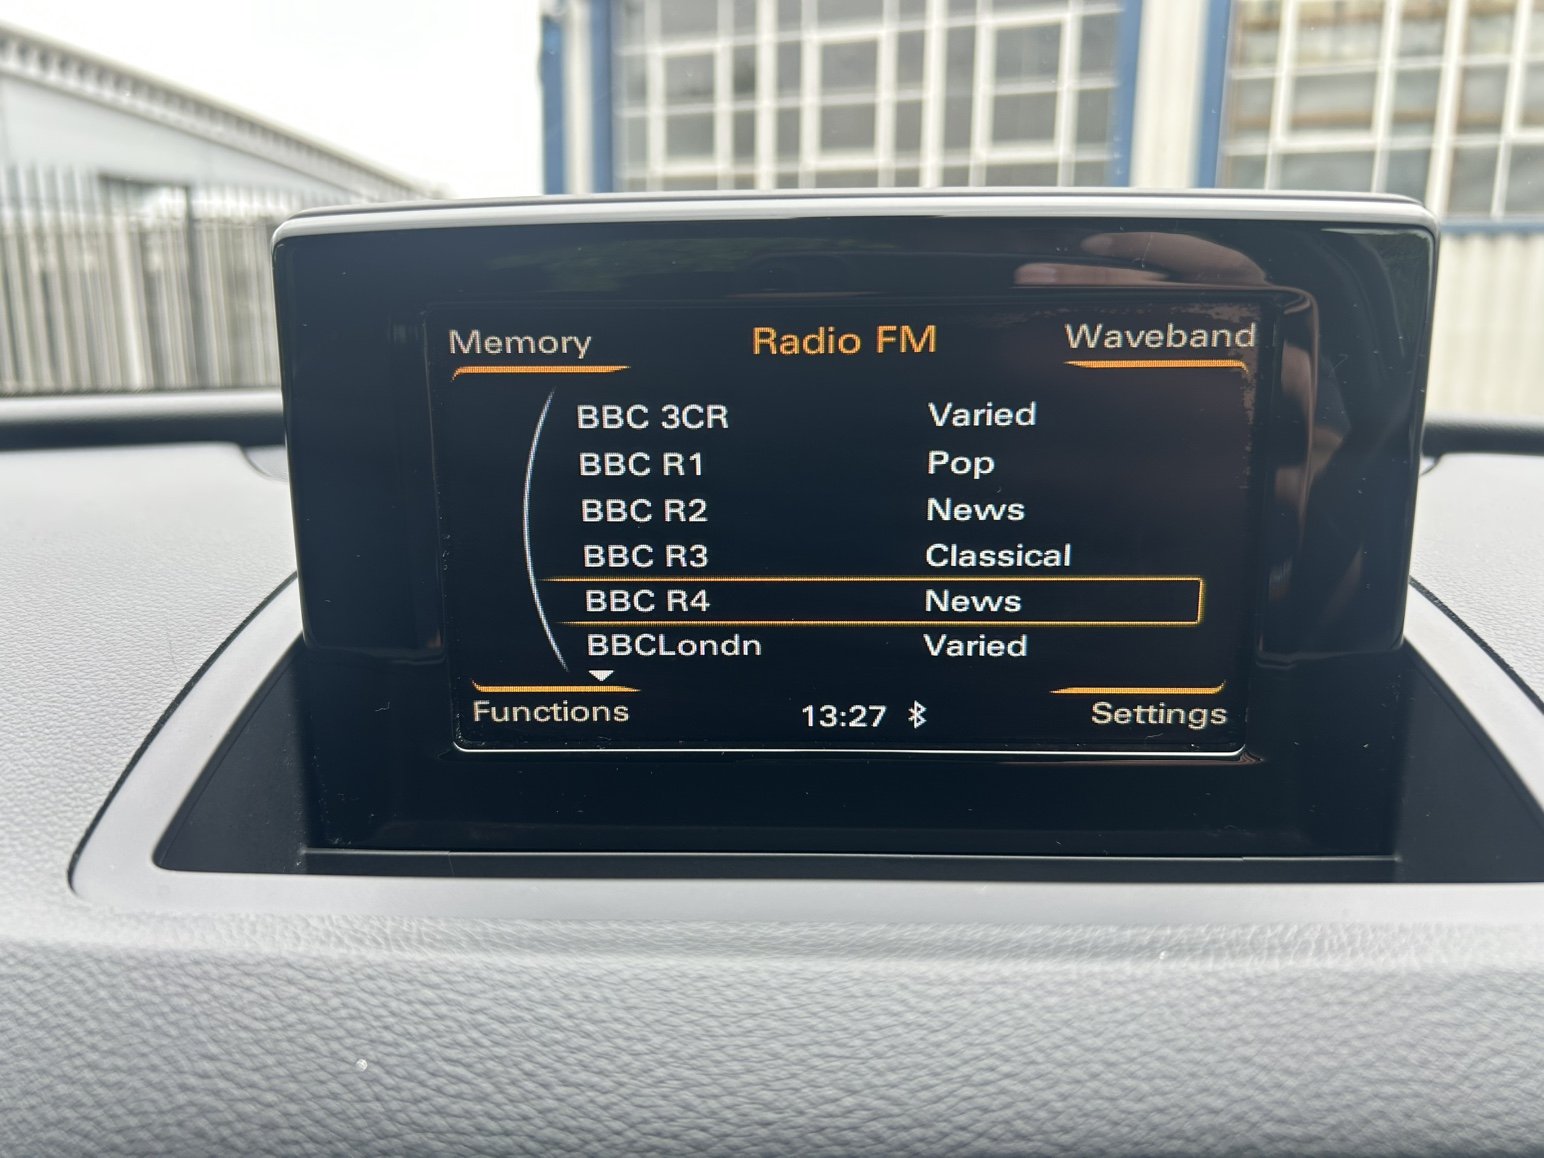 Memory Radio FM Waveband
BBC 3CR Varied
BBC R1 Pop
BBC R2 News
BBC R3 Classical
BBC R4 News
BBCLondn Varied
Functions 13:27 Settings